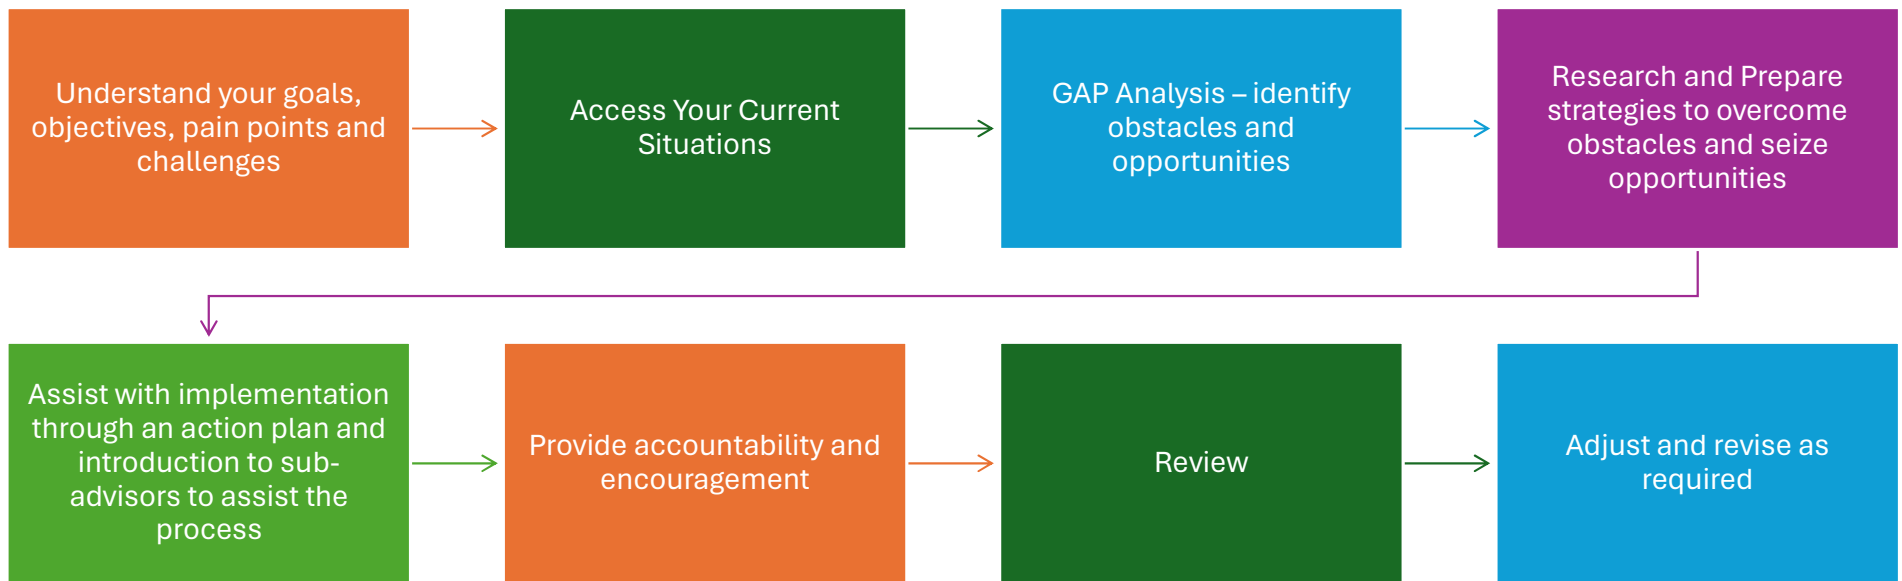 Understand your goals,
objectives, pain points and
challenges
Access Your Current
Situations
GAP Analysis – identify
obstacles and
opportunities
Research and Prepare
strategies to overcome
obstacles and seize
opportunities
Assist with implementation
through an action plan and
introduction to sub-
advisors to assist the
process
Provide accountability and
encouragement
Review
Adjust and revise as
required